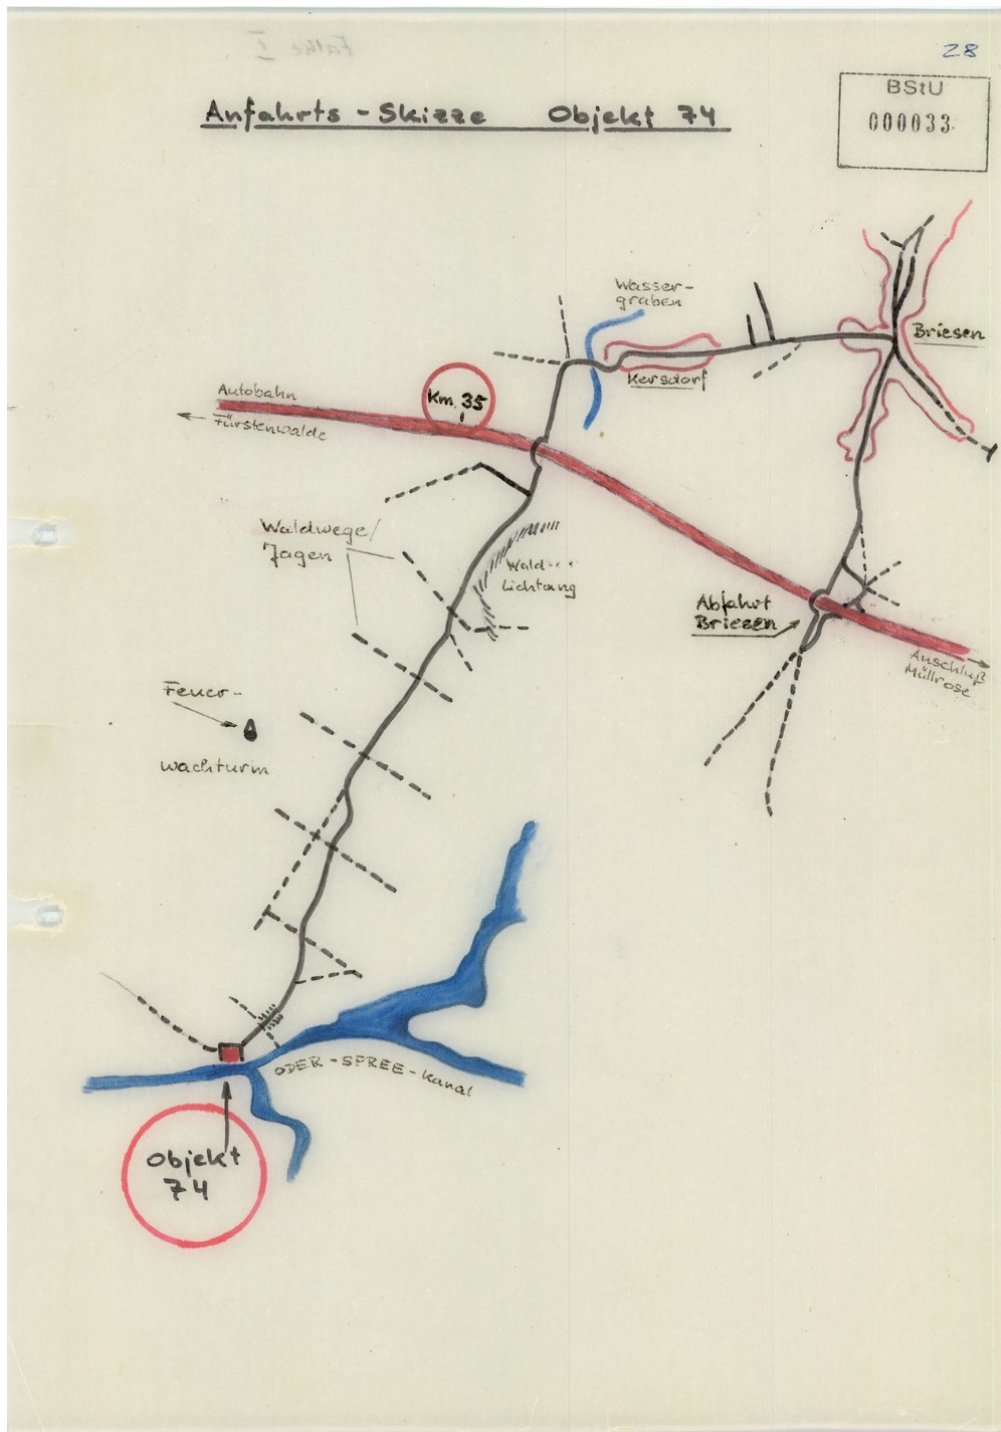 28
BStU
000033
Anfahrts - Skizze Objekt 74
Wasser-
graben
Briesen
Kersdorf
Autobahn
Km. 35
Fürstenwalde
Waldwege/
Jagen
Wald-
Lichtung
Abfahrt
Briesen
Anschluß
Müllrose
Feuer-
wachturm
ODER-SPREE-Kanal
Objekt
74